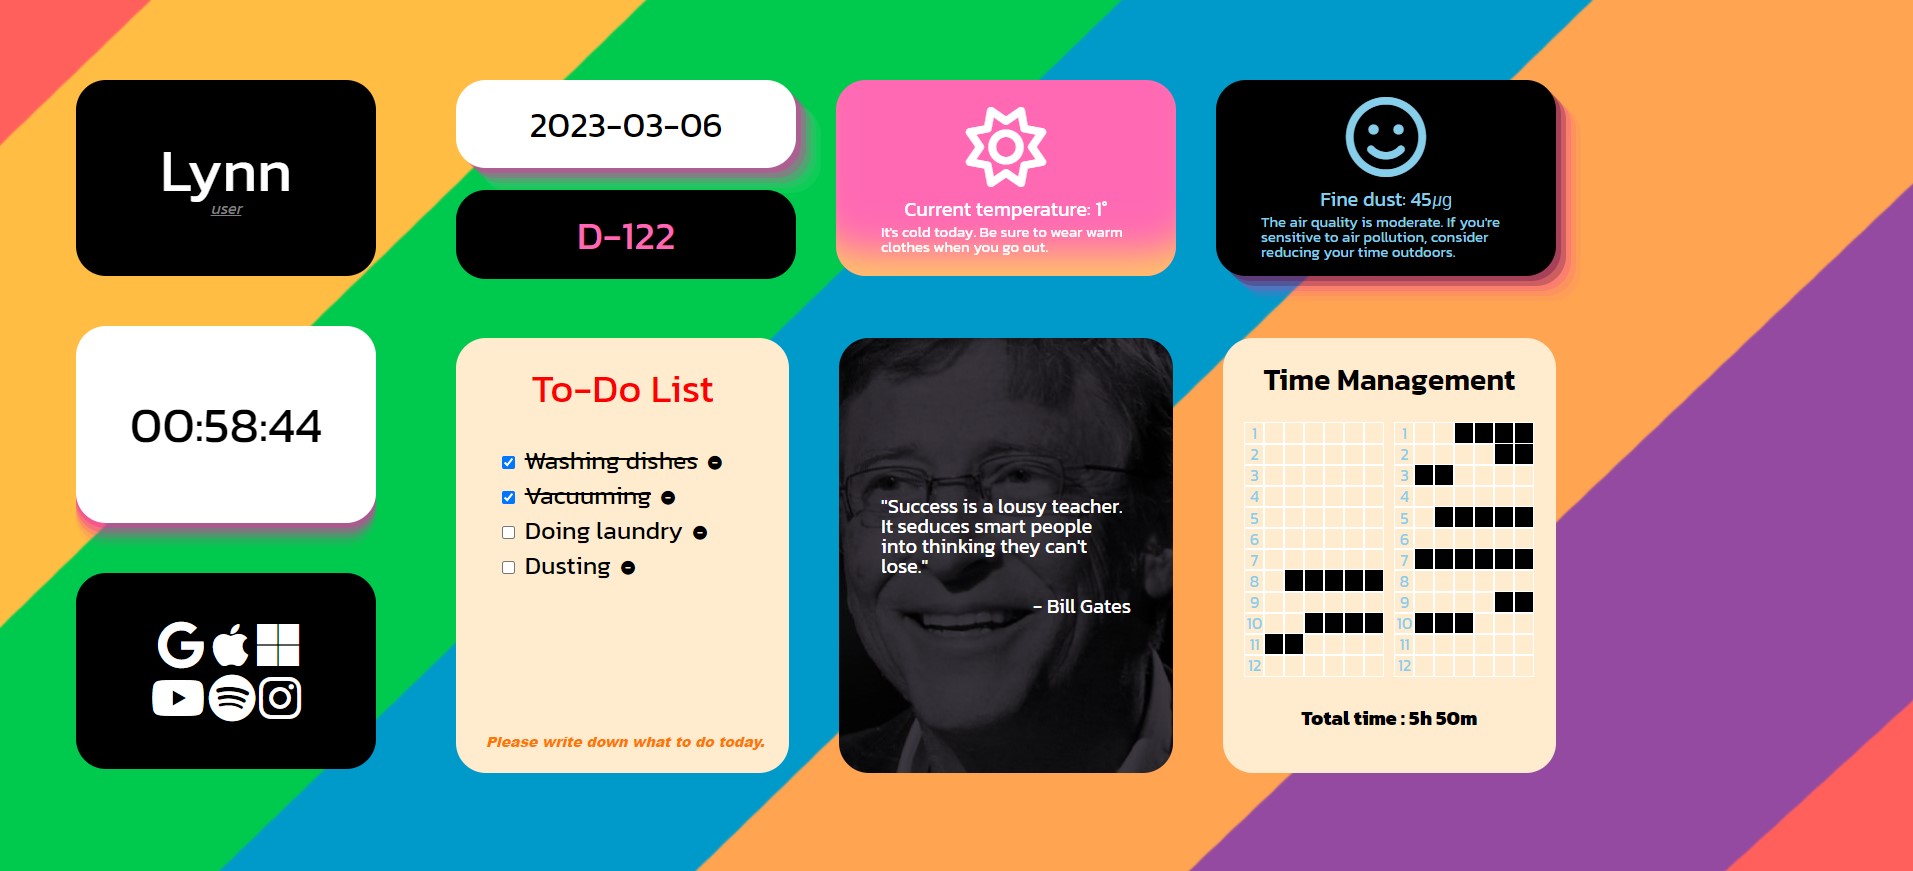 Lynn
user
2023-03-06
D-122
Current temperature: 1°
It's cold today. Be sure to wear warm
clothes when you go out.
Fine dust: 45μg
The air quality is moderate. If you're
sensitive to air pollution, consider
reducing your time outdoors.
00:58:44
To-Do List
Washing dishes
Vacuuming
Doing laundry
Dusting
Please write down what to do today.
"Success is a lousy teacher.
It seduces smart people
into thinking they can't
lose."
- Bill Gates
Time Management
1 1
2 2
3 3
4 4
5 5
6 6
7 7
8 8
9 9
10 10
11 11
12 12
Total time : 5h 50m